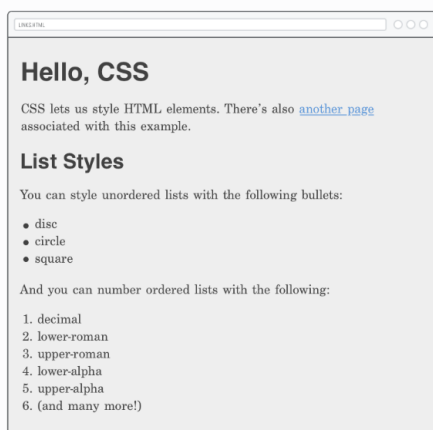 Hello, CSS
CSS lets us style HTML elements. There's also another page
associated with this example.
List Styles
You can style unordered lists with the following bullets:
• disc
• circle
• square
And you can number ordered lists with the following:
1. decimal
2. lower-roman
3. upper-roman
4. lower-alpha
5. upper-alpha
6. (and many more!)